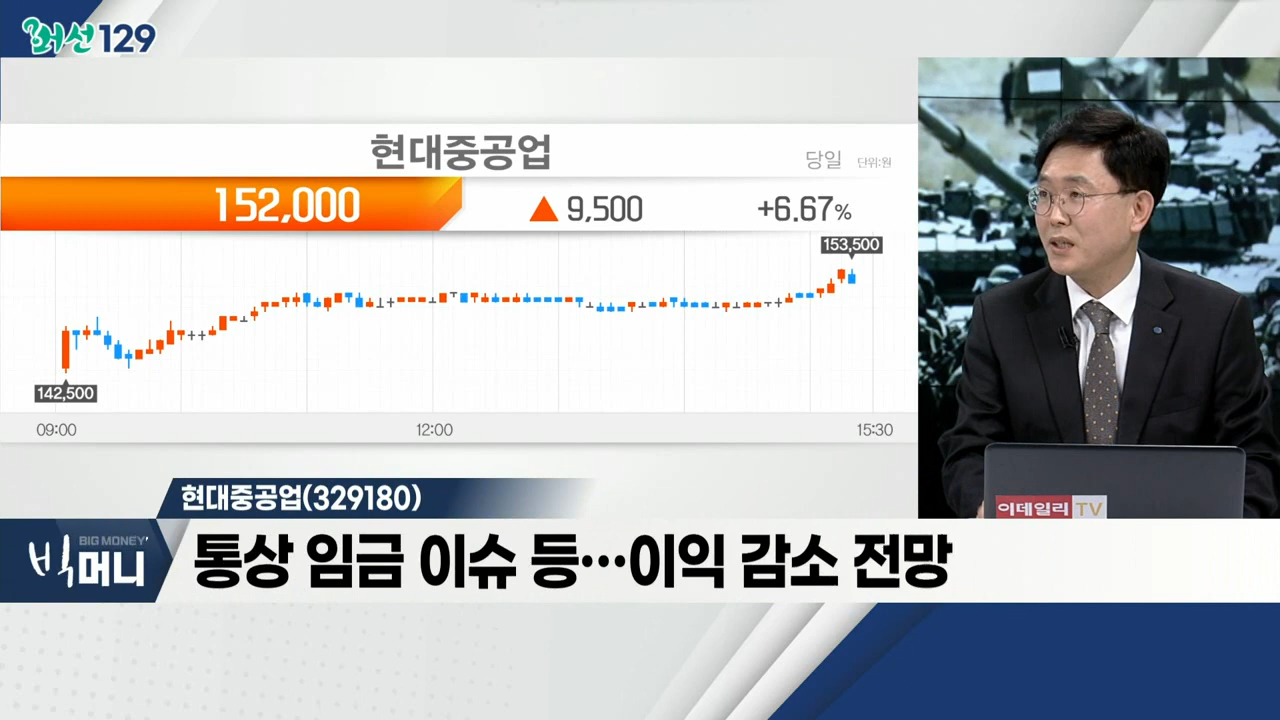 머선129
현대중공업
당일 단위:원
152,000 ▲ 9,500 +6.67%
153,500
142,500
09:00 12:00 15:30
현대중공업(329180)
BIG MONEY'
빅머니
통상 임금 이슈 등…이익 감소 전망
이데일리TV